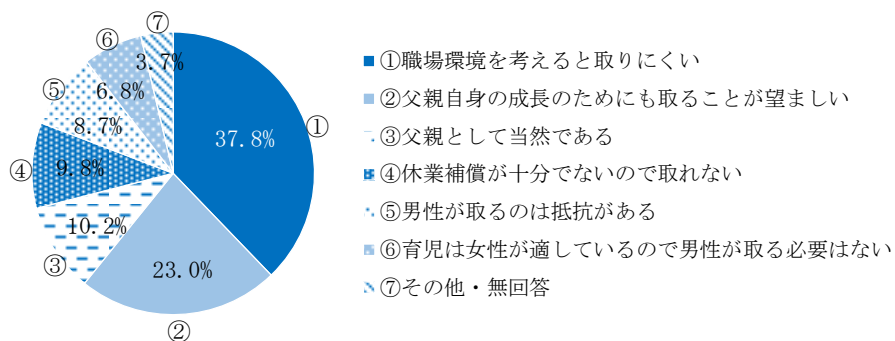 ⑦
⑥
3.7%
6.8%
⑤
8.7%
④
9.8%
③
10.2%
②
23.0%
①
37.8%
①職場環境を考えると取りにくい
②父親自身の成長のためにも取ることが望ましい
③父親として当然である
④休業補償が十分でないので取れない
⑤男性が取るのは抵抗がある
⑥育児は女性が適しているので男性が取る必要はない
⑦その他・無回答